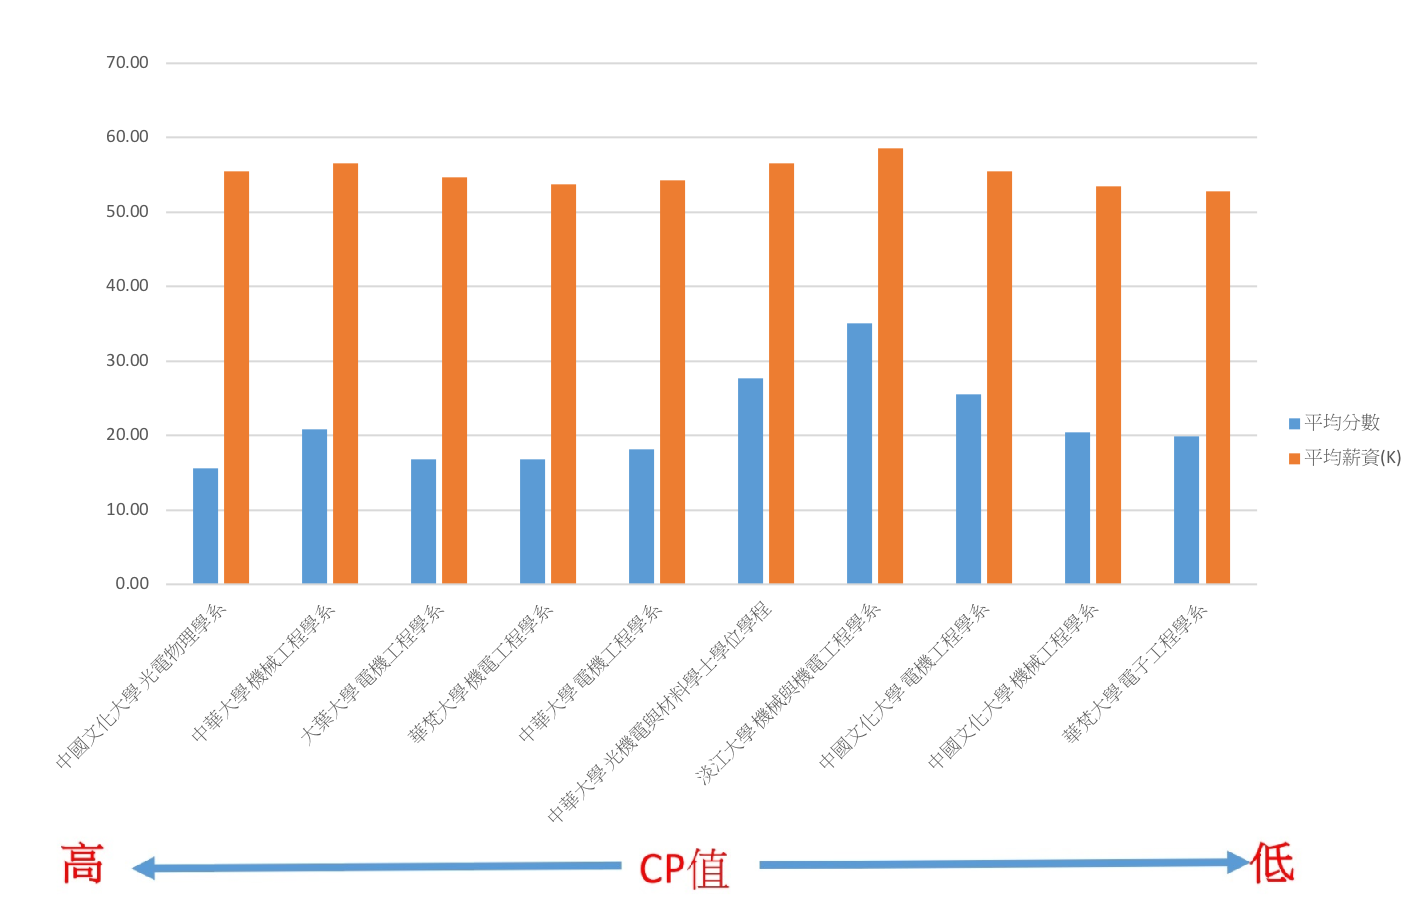 70.00
60.00
50.00
40.00
30.00
20.00
10.00
0.00
中國文化大學 光電物理學系
中華大學 機械工程學系
大葉大學 電機工程學系
華梵大學 機電工程學系
中華大學 電機工程學系
中華大學 光機電與材料學士學位學程
淡江大學 機械與機電工程學系
中國文化大學 電機工程學系
中國文化大學 機械工程學系
華梵大學 電子工程學系
平均分數
平均薪資(K)
高 CP值 低